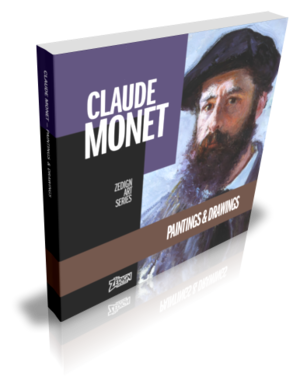 CLAUDE MONET - PAINTINGS & DRAWINGS
CLAUDE
MONET
ZEDIGN
ART
SERIES
PAINTINGS & DRAWINGS